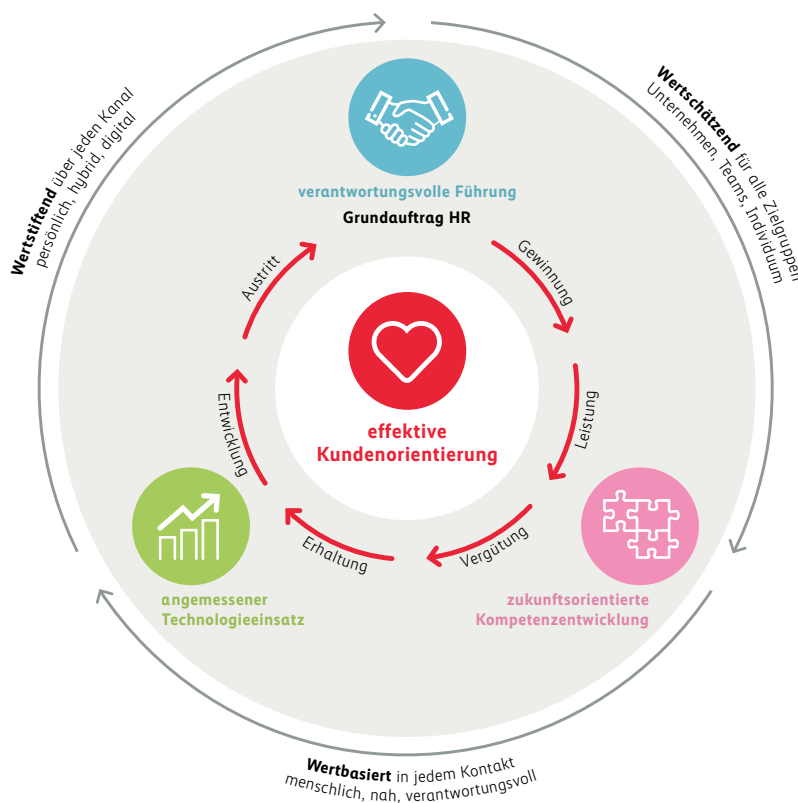 Wertstiftend über jeden Kanal
persönlich, hybrid, digital
Wertschätzend für alle Zielgruppen
Unternehmen, Teams, Individuum
verantwortungsvolle Führung
Grundauftrag HR
Gewinnung
Leistung
Vergütung
Erhaltung
Entwicklung
Austritt
effektive
Kundenorientierung
angemessener
Technologieeinsatz
zukunftsorientierte
Kompetenzentwicklung
Wertbasiert in jedem Kontakt
menschlich, nah, verantwortungsvoll